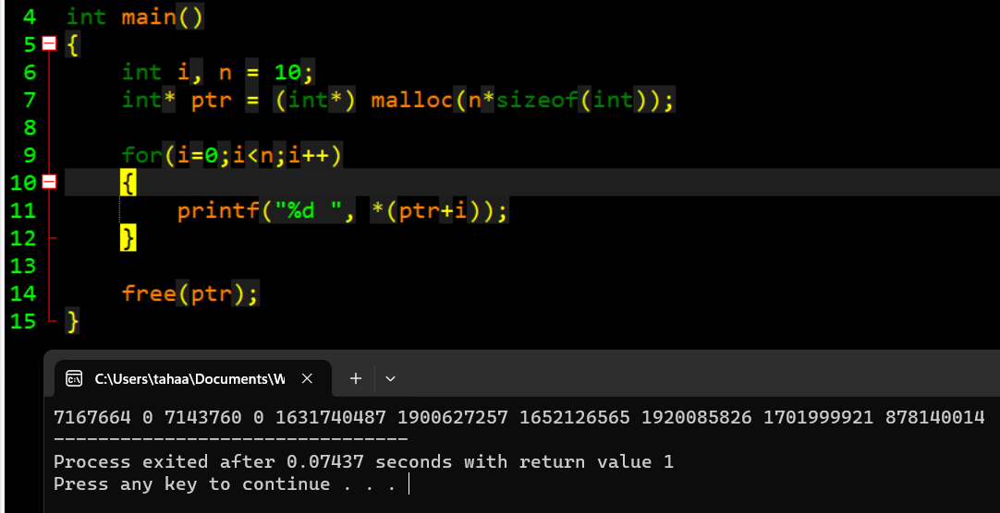 4 int main()
5 {
6 int i, n = 10;
7 int* ptr = (int*) malloc(n*sizeof(int));
8
9 for(i=0;i<n;i++)
10 {
11 printf("%d ", *(ptr+i));
12 }
13
14 free(ptr);
15 }
C:\Users\tahaa\Documents\W
7167664 0 7143760 0 1631740487 1900627257 1652126565 1920085826 1701999921 878140014
--------------------------------
Process exited after 0.07437 seconds with return value 1
Press any key to continue . . .